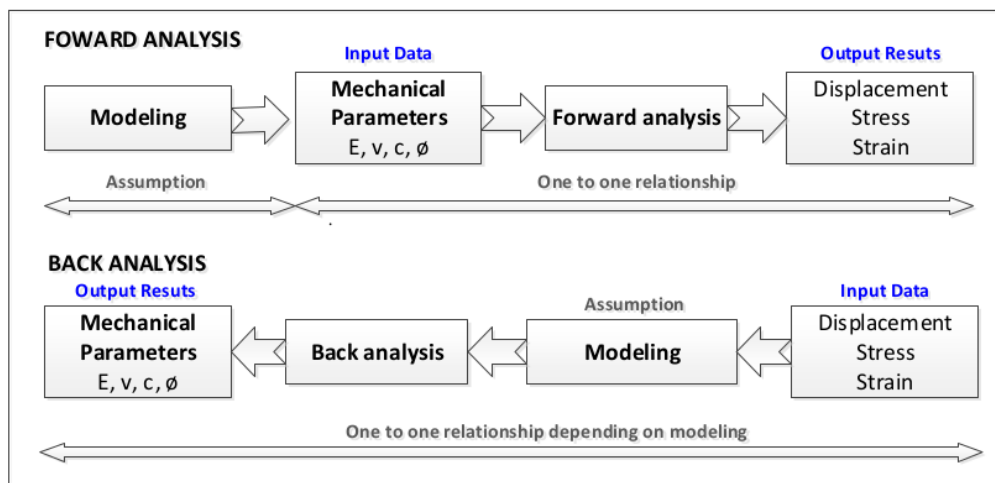 FOWARD ANALYSIS
Input Data
Output Resuts
Modeling
Mechanical
Parameters
E, v, c, ø
Forward analysis
Displacement
Stress
Strain
Assumption
One to one relationship
BACK ANALYSIS
Output Resuts
Assumption
Input Data
Mechanical
Parameters
E, v, c, ø
Back analysis
Modeling
Displacement
Stress
Strain
One to one relationship depending on modeling